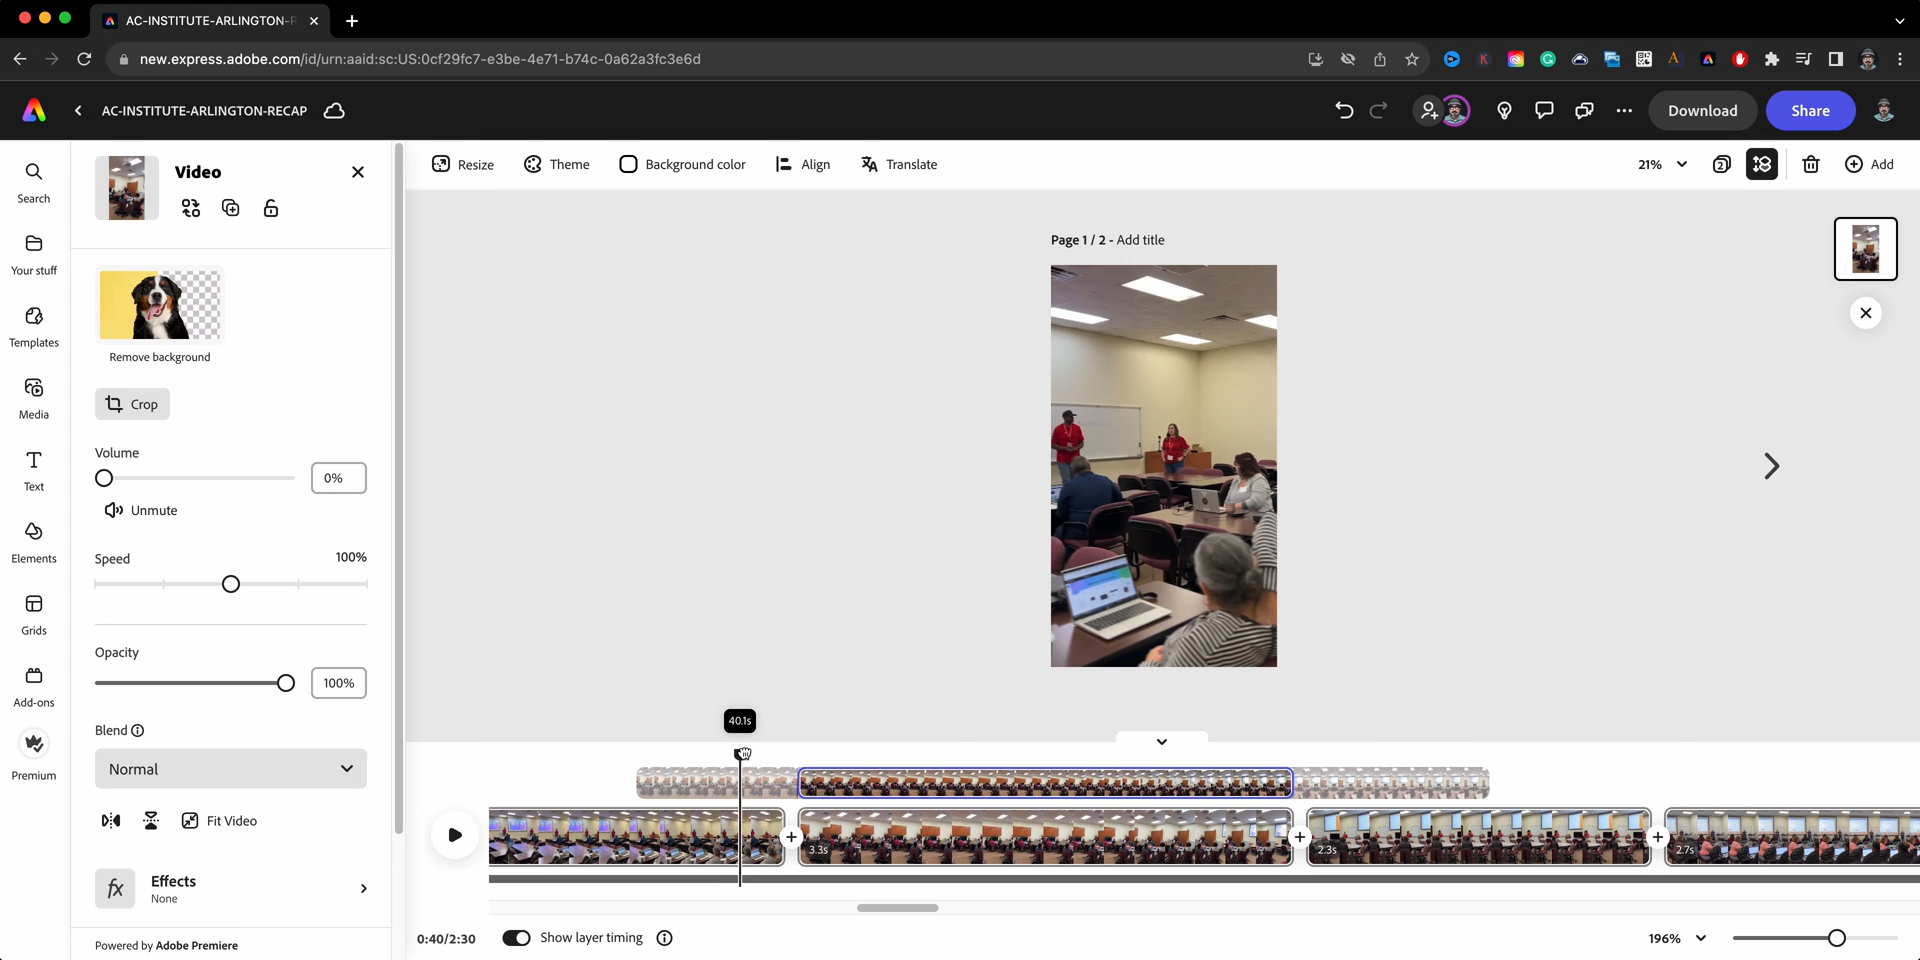 AC-INSTITUTE-ARLINGTON-R
new.express.adobe.com/id/urn:aaid:sc:US:0cf29fc7-e3be-4e71-b74c-0a62a3fc3e6d
AC-INSTITUTE-ARLINGTON-RECAP
Download
Share
Search
Your stuff
Templates
Media
Text
Elements
Grids
Add-ons
Premium
Video
Remove background
Crop
Volume
0%
Unmute
Speed
100%
Opacity
100%
Blend
Normal
Fit Video
fx
Effects
None
Powered by Adobe Premiere
Resize
Theme
Background color
Align
Translate
21%
2
Add
Page 1 / 2 - Add title
40.1s
3.3s
2.3s
2.7s
0:40/2:30
Show layer timing
196%